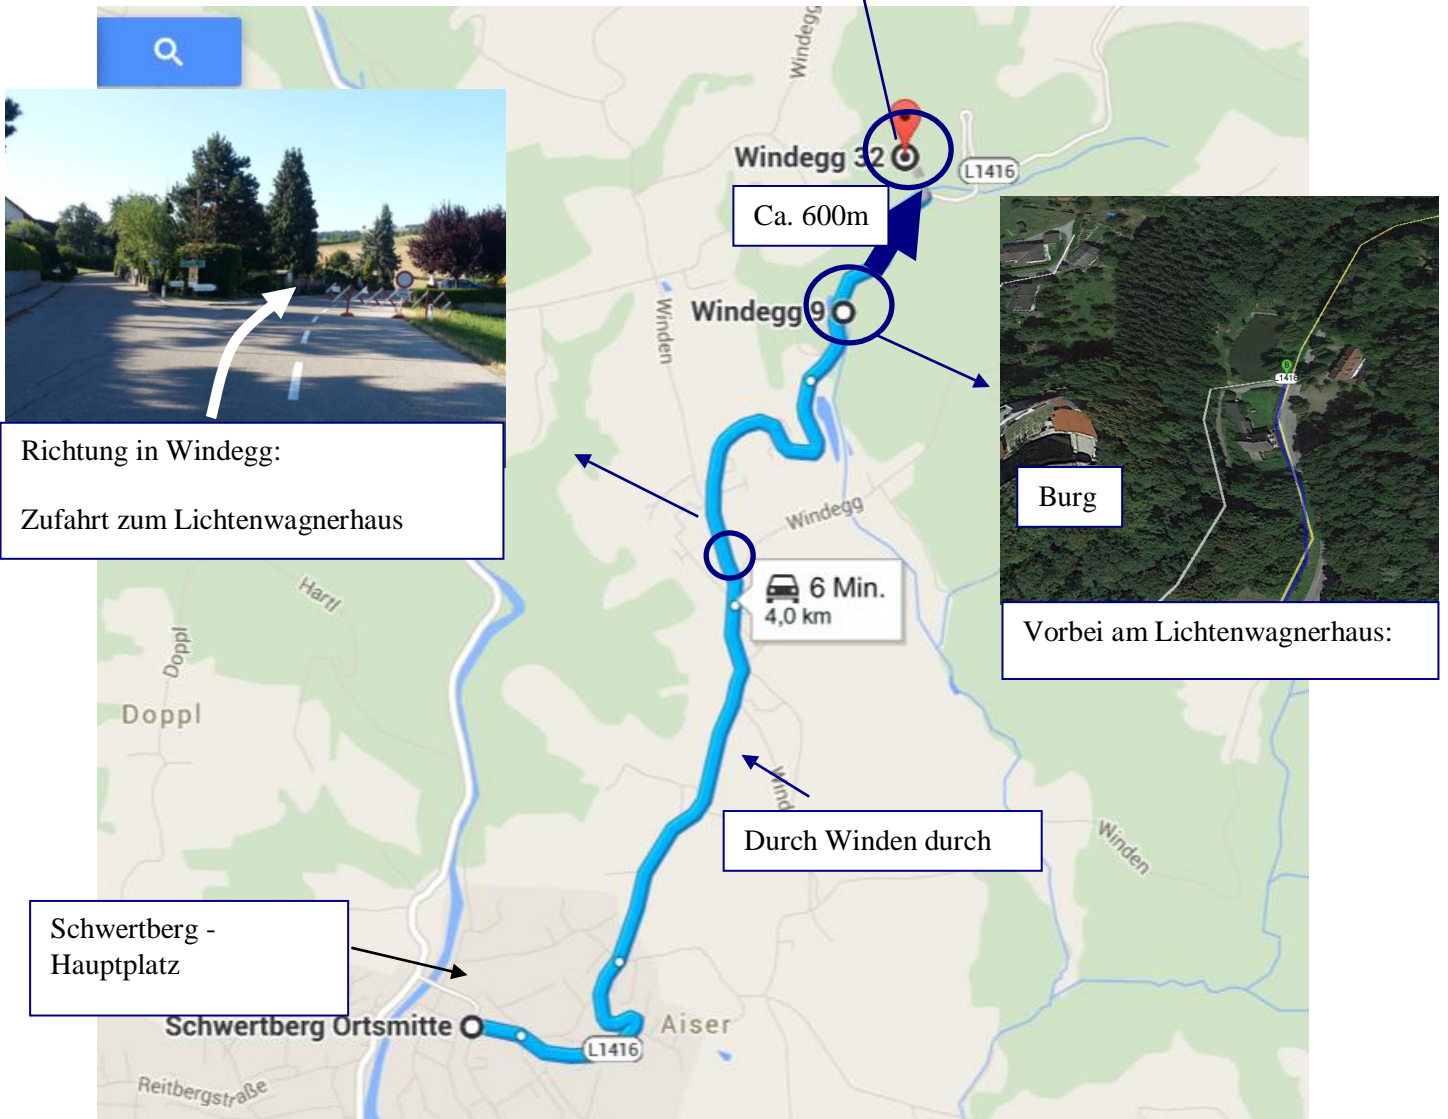 Windegg
Windegg 32
L1416
Ca. 600m
Windegg 9
Winden
L1416
Burg
Vorbei am Lichtenwagnerhaus:
Richtung in Windegg:
Zufahrt zum Lichtenwagnerhaus
Windegg
6 Min.
4,0 km
Hartl
Doppl
Doppl
Wind
Durch Winden durch
Winden
Schwertberg -
Hauptplatz
Schwertberg Ortsmitte
Aiser
L1416
Reitbergstraße